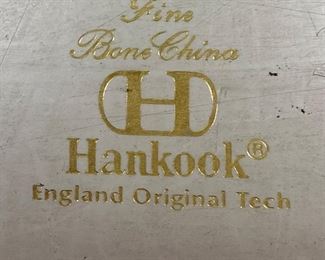 Fine
Bone China
H
Hankook®
England Original Tech